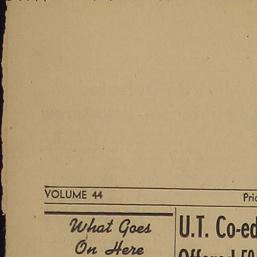 VOLUME 44
What Goes
On Here
U.T. Co-ed